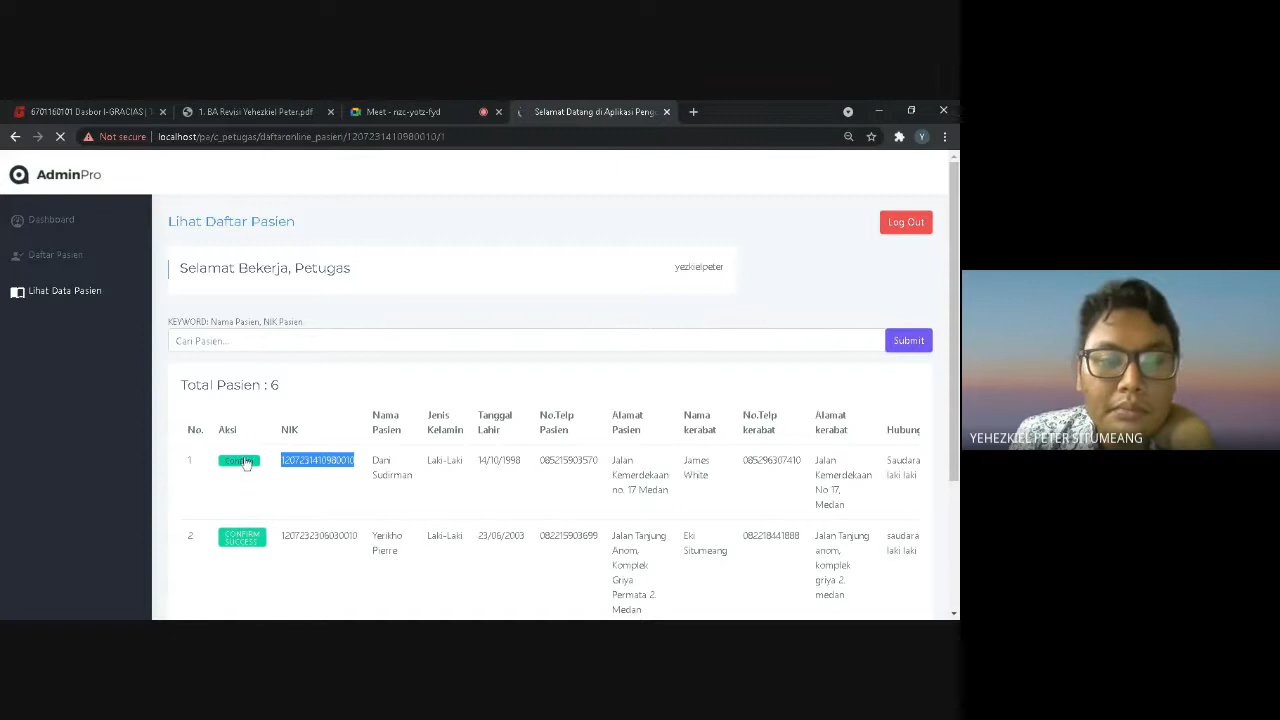 6701160101 Dasbor I-GRACIAS | T
1. BA Revisi Yehezkiel Peter.pdf
Meet - nzc-yotz-fyd
Selamat Datang di Aplikasi Peng
Not secure | localhost/pa/c_petugas/daftaronline_pasien/1207231410980010/1
Y
AdminPro
Dashboard
Daftar Pasien
Lihat Data Pasien
Lihat Daftar Pasien
Log Out
Selamat Bekerja, Petugas
yezkielpeter
KEYWORD: Nama Pasien, NIK Pasien
Cari Pasien...
Submit
Total Pasien : 6
No. Aksi NIK Nama Pasien Jenis Kelamin Tanggal Lahir No.Telp Pasien Alamat Pasien Nama kerabat No.Telp kerabat Alamat kerabat Hubung
1 Confirm 1207231410980010 Dani Sudirman Laki-Laki 14/10/1998 085215903570 Jalan Kemerdekaan no. 17 Medan James White 085296307410 Jalan Kemerdekaan No 17, Medan Saudara laki laki
2 CONFIRM SUCCESS 1207232306030010 Yerikho Pierre Laki-Laki 23/06/2003 082215903699 Jalan Tanjung Anom, Komplek Griya Permata 2. Medan Eki Situmeang 082218441888 Jalan Tanjung anom, komplek griya 2. medan saudara laki laki
YEHEZKIEL PETER SITUMEANG